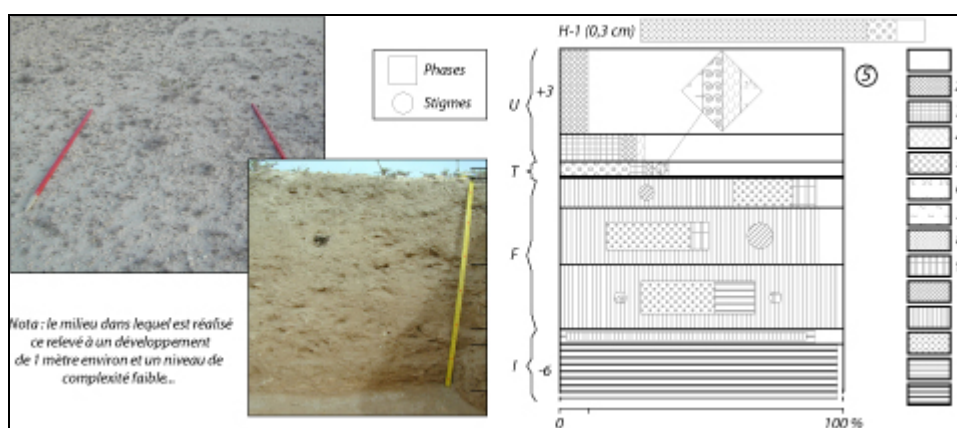 H-1 (0,3 cm)
Phases
Stigmes
U
+3
5
T
F
Nota : le milieu dans lequel est réalisé
ce relevé à un développement
de 1 mètre environ et un niveau de
complexité faible...
I
-6
0
100 %